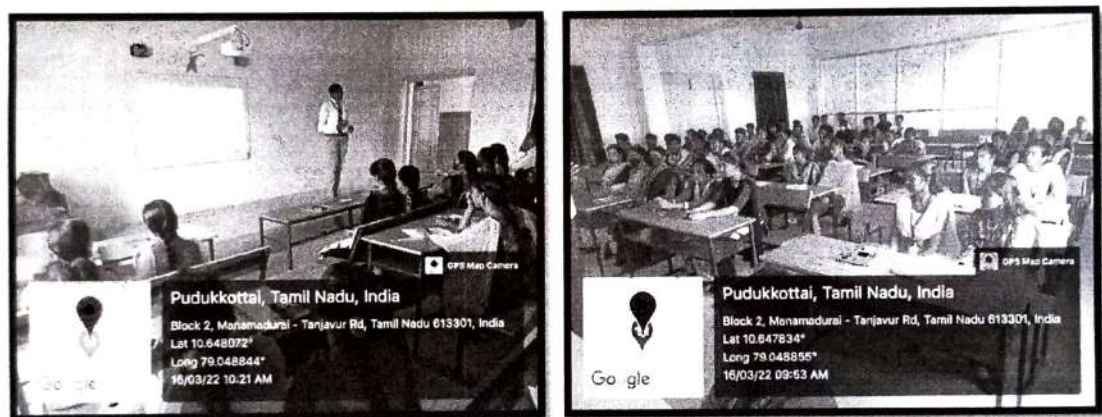 GPS Map Camera
Pudukkottai, Tamil Nadu, India
Block 2, Manamadurai - Tanjavur Rd, Tamil Nadu 613301, India
Lat 10.648072°
Long 79.048844°
16/03/22 10:21 AM
Google
GPS Map Camera
Pudukkottai, Tamil Nadu, India
Block 2, Manamadurai - Tanjavur Rd, Tamil Nadu 613301, India
Lat 10.647834°
Long 79.048855°
16/03/22 09:53 AM
Google